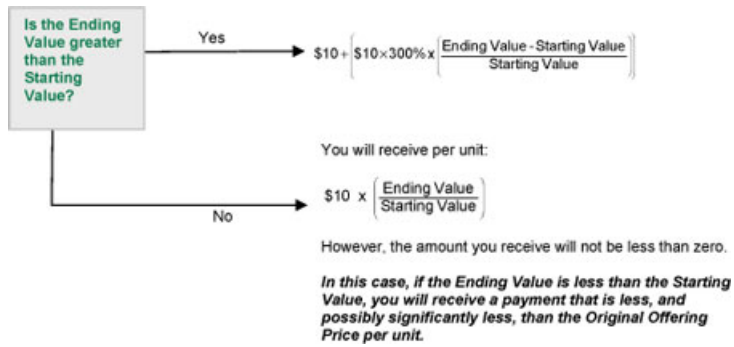 Is the Ending
Value greater
than the
Starting
Value?
Yes
$10+[$10×300%x(Ending Value-Starting Value
Starting Value)]
You will receive per unit:
$10 x (Ending Value
Starting Value)
No
However, the amount you receive will not be less than zero.
In this case, if the Ending Value is less than the Starting
Value, you will receive a payment that is less, and
possibly significantly less, than the Original Offering
Price per unit.